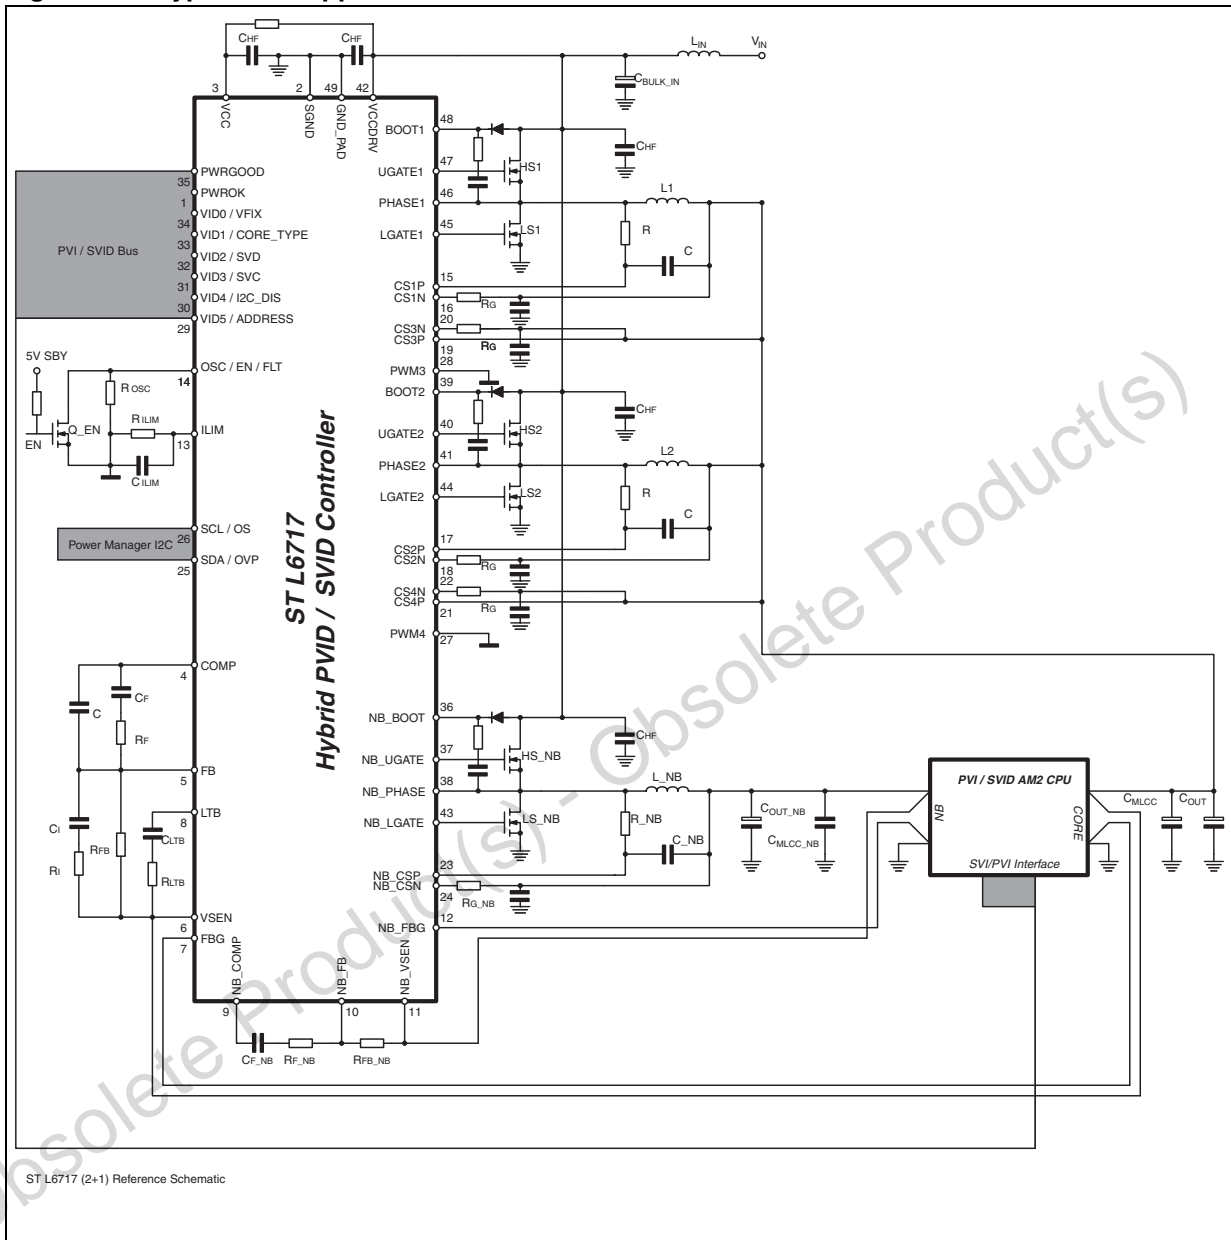 CHF
CHF
LIN
VIN
CBULK_IN
3
2
49
42
VCC
SGND
GND_PAD
VCCDRV
PWRGOOD
35
PWROK
1
VID0 / VFIX
34
VID1 / CORE_TYPE
33
VID2 / SVD
32
VID3 / SVC
31
VID4 / I2C_DIS
30
VID5 / ADDRESS
29
PVI / SVID Bus
5V SBY
OSC / EN / FLT
14
ROSC
RILIM
Q_EN
EN
ILIM
13
CILIM
SCL / OS
26
Power Manager I2C
SDA / OVP
25
ST L6717
Hybrid PVID / SVID Controller
COMP
4
CF
C
RF
FB
5
LTB
8
CI
CLTB
RFB
RI
RLTB
VSEN
6
FBG
7
NB_COMP
NB_FB
NB_VSEN
9
10
11
CF_NB
RF_NB
RFB_NB
BOOT1
48
CHF
UGATE1
47
HS1
PHASE1
46
L1
LGATE1
45
LS1
R
C
CS1P
15
CS1N
16
RG
CS3N
20
CS3P
19
RG
PWM3
28
BOOT2
39
CHF
UGATE2
40
HS2
PHASE2
41
L2
LGATE2
44
LS2
R
C
CS2P
17
CS2N
18
RG
CS4N
22
CS4P
21
RG
PWM4
27
NB_BOOT
36
CHF
NB_UGATE
37
HS_NB
NB_PHASE
38
L_NB
NB_LGATE
43
LS_NB
R_NB
C_NB
COUT_NB
CMLCC_NB
NB_CSP
23
NB_CSN
24
RG_NB
NB_FBG
12
PVI / SVID AM2 CPU
NB
CORE
SVI/PVI Interface
CMLCC
COUT
ST L6717 (2+1) Reference Schematic
Obsolete Product(s) - Obsolete Product(s)